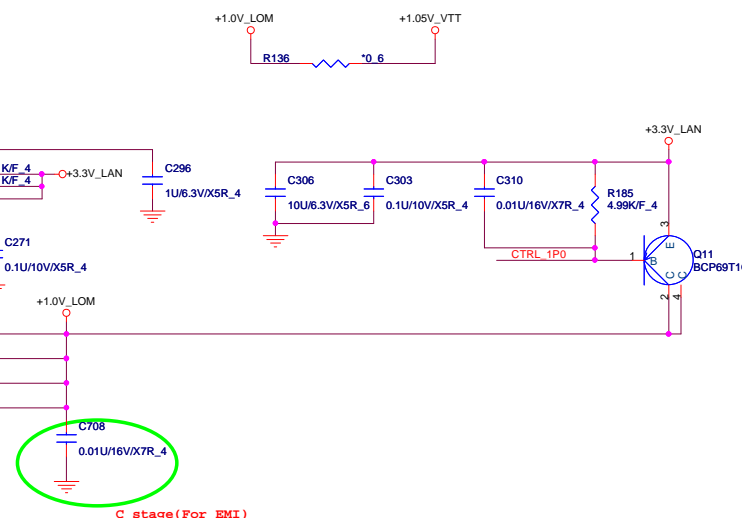 +1.0V_LOM
+1.05V_VTT
R136
*0_6
+3.3V_LAN
K/F_4
K/F_4
+3.3V_LAN
C296
1U/6.3V/X5R_4
C306
10U/6.3V/X5R_6
C303
0.1U/10V/X5R_4
C310
0.01U/16V/X7R_4
R185
4.99K/F_4
3
E
CTRL_1P0
1
B
Q11
BCP69T1
C
C
2
4
C271
0.1U/10V/X5R_4
+1.0V_LOM
C708
0.01U/16V/X7R_4
C stage(For EMI)